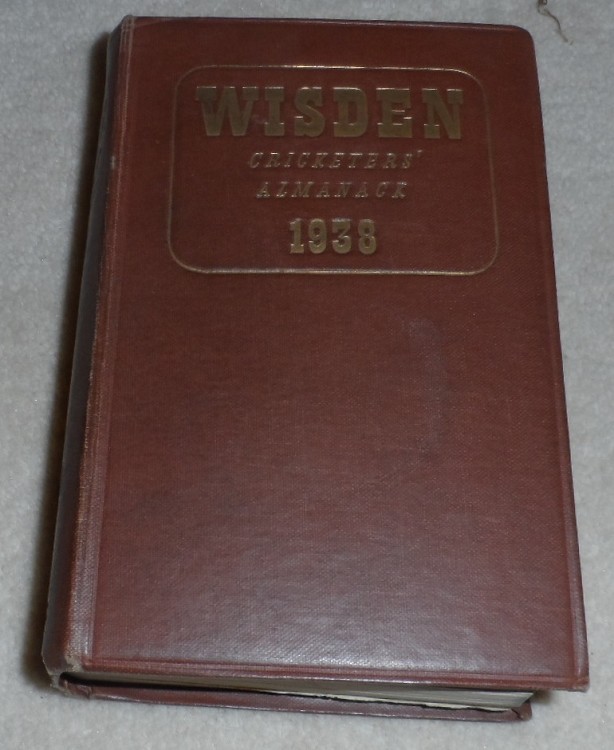 WISDEN
CRICKETERS'
ALMANACK
1938